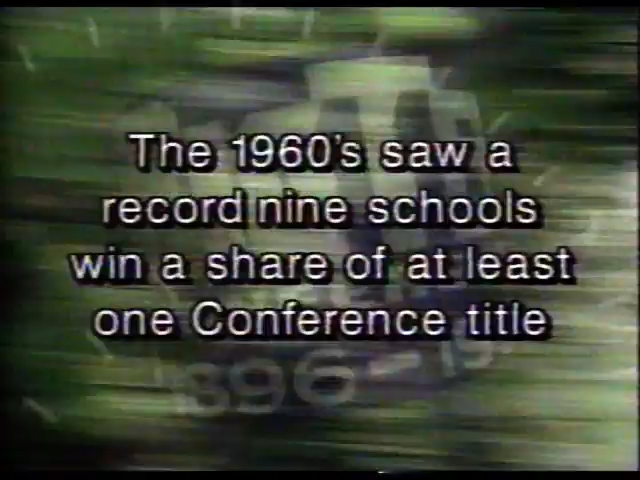 The 1960's saw a
record nine schools
win a share of at least
one Conference title